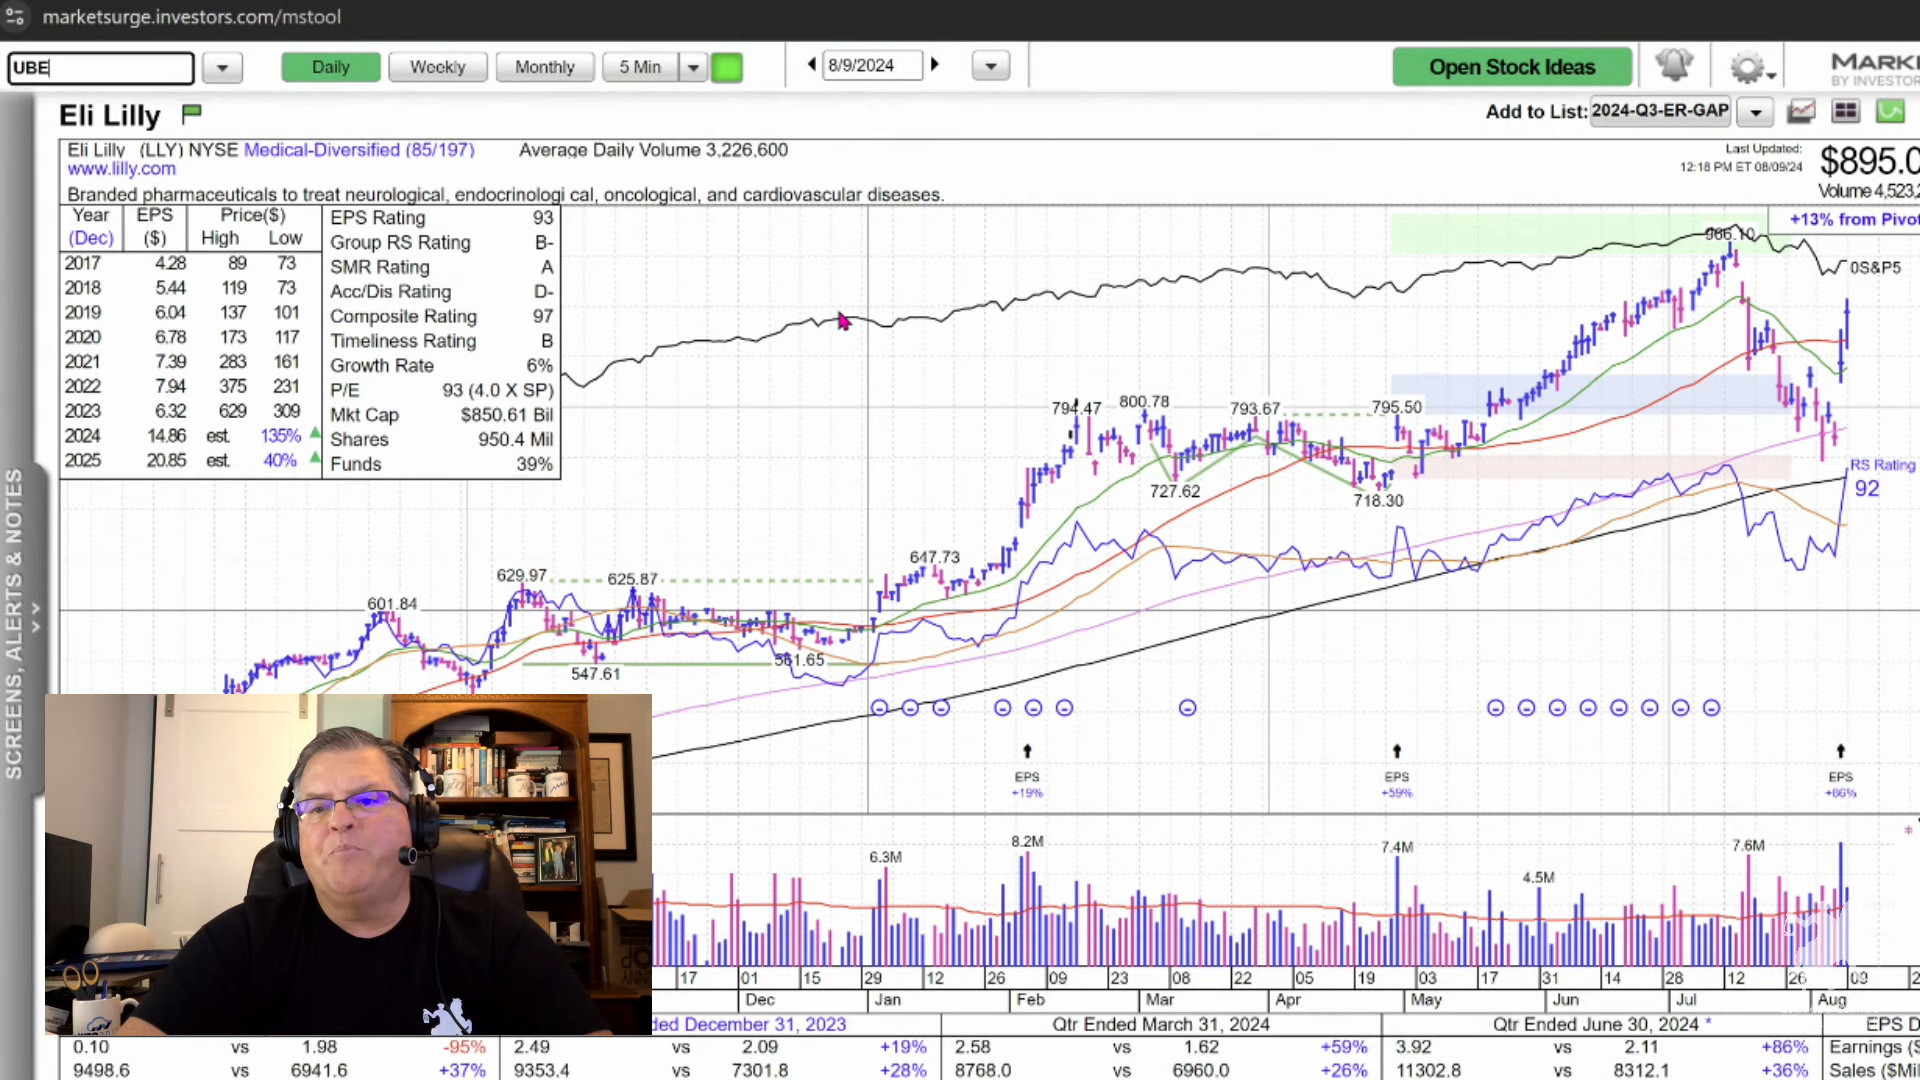 marketsurge.investors.com/mstool
UBE
Daily
Weekly
Monthly
5 Min
8/9/2024
Open Stock Ideas
MARKE
BY INVESTOR
Eli Lilly
Add to List:
2024-Q3-ER-GAP
Eli Lilly (LLY) NYSE Medical-Diversified (85/197) Average Daily Volume 3,226,600
www.lilly.com
Branded pharmaceuticals to treat neurological, endocrinologi cal, oncological, and cardiovascular diseases.
Last Updated:
12:18 PM ET 08/09/24
$895.0
Volume 4,523,2
+13% from Pivot
Year EPS Price($)
(Dec) ($) High Low
2017 4.28 89 73
2018 5.44 119 73
2019 6.04 137 101
2020 6.78 173 117
2021 7.39 283 161
2022 7.94 375 231
2023 6.32 629 309
2024 14.86 est. 135%
2025 20.85 est. 40%
EPS Rating 93
Group RS Rating B-
SMR Rating A
Acc/Dis Rating D-
Composite Rating 97
Timeliness Rating B
Growth Rate 6%
P/E 93 (4.0 X SP)
Mkt Cap $850.61 Bil
Shares 950.4 Mil
Funds 39%
966.10
0S&P5
794.47
800.78
793.67
795.50
727.62
718.30
RS Rating
92
647.73
629.97
625.87
601.84
547.61
561.65
EPS
+19%
EPS
+59%
EPS
+86%
6.3M
8.2M
7.4M
4.5M
7.6M
17 01 15 29 12 26 09 23 08 22 05 19 03 17 31 14 28 12 26 09
Dec Jan Feb Mar Apr May Jun Jul Aug
SCREENS, ALERTS & NOTES
ded December 31, 2023
Qtr Ended March 31, 2024
Qtr Ended June 30, 2024 *
EPS D
0.10 vs 1.98 -95% 2.49 vs 2.09 +19% 2.58 vs 1.62 +59% 3.92 vs 2.11 +86% Earnings ($
9498.6 vs 6941.6 +37% 9353.4 vs 7301.8 +28% 8768.0 vs 6960.0 +26% 11302.8 vs 8312.1 +36% Sales ($Mil